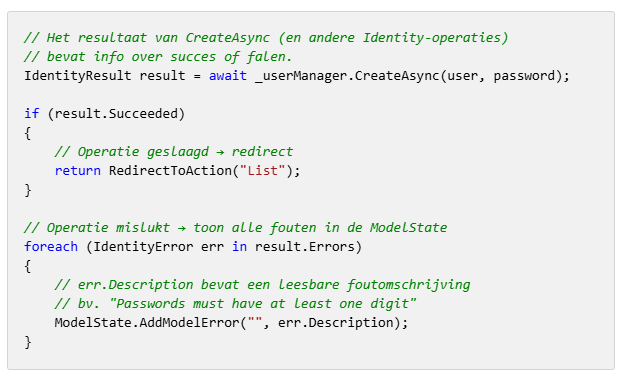 // Het resultaat van CreateAsync (en andere Identity-operaties)
// bevat info over succes of falen.
IdentityResult result = await _userManager.CreateAsync(user, password);

if (result.Succeeded)
{
    // Operatie geslaagd → redirect
    return RedirectToAction("List");
}

// Operatie mislukt → toon alle fouten in de ModelState
foreach (IdentityError err in result.Errors)
{
    // err.Description bevat een leesbare foutomschrijving
    // bv. "Passwords must have at least one digit"
    ModelState.AddModelError("", err.Description);
}